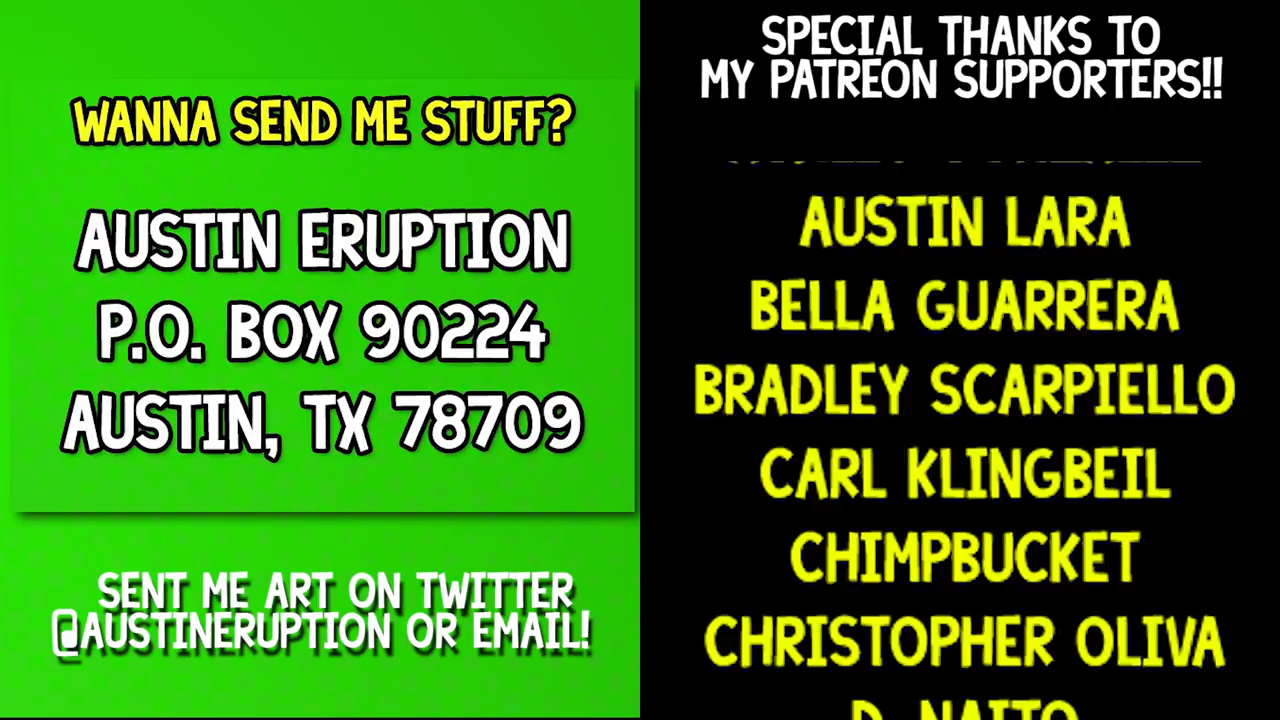 WANNA SEND ME STUFF?
AUSTIN ERUPTION
P.O. BOX 90224
AUSTIN, TX 78709
SENT ME ART ON TWITTER
@AUSTINERUPTION OR EMAIL!
SPECIAL THANKS TO
MY PATREON SUPPORTERS!!
AUSTIN LARA
BELLA GUARRERA
BRADLEY SCARPIELLO
CARL KLINGBEIL
CHIMPBUCKET
CHRISTOPHER OLIVA
D. NAITO